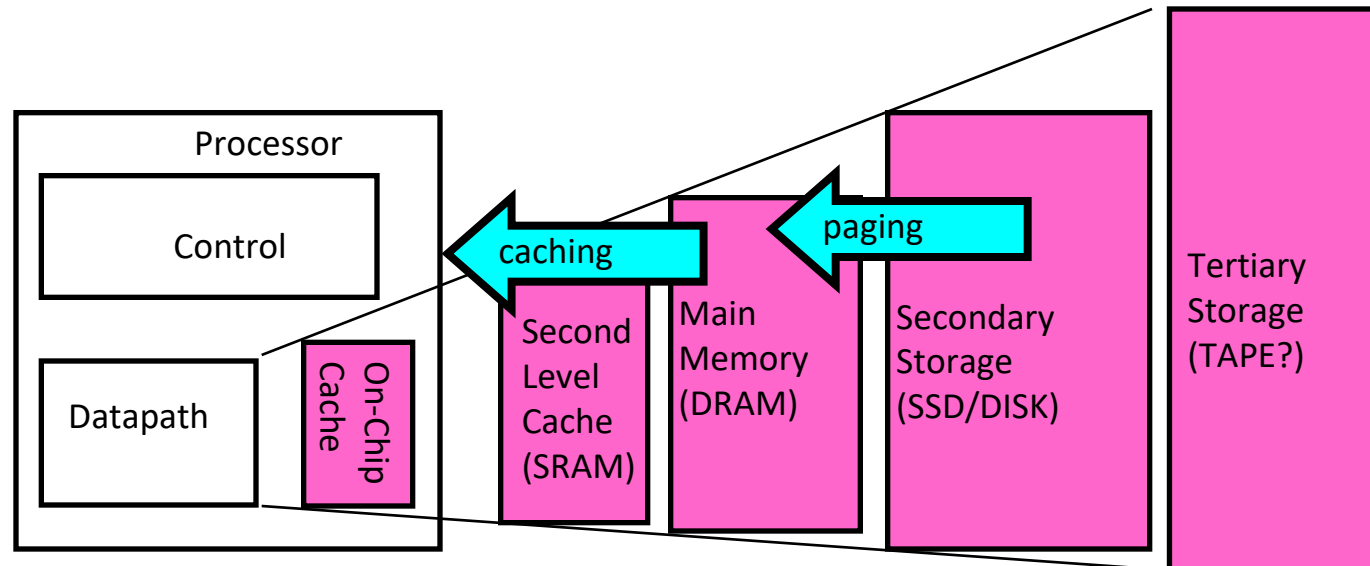 Processor
Control
Datapath
On-Chip
Cache
caching
Second
Level
Cache
(SRAM)
Main
Memory
(DRAM)
paging
Secondary
Storage
(SSD/DISK)
Tertiary
Storage
(TAPE?)